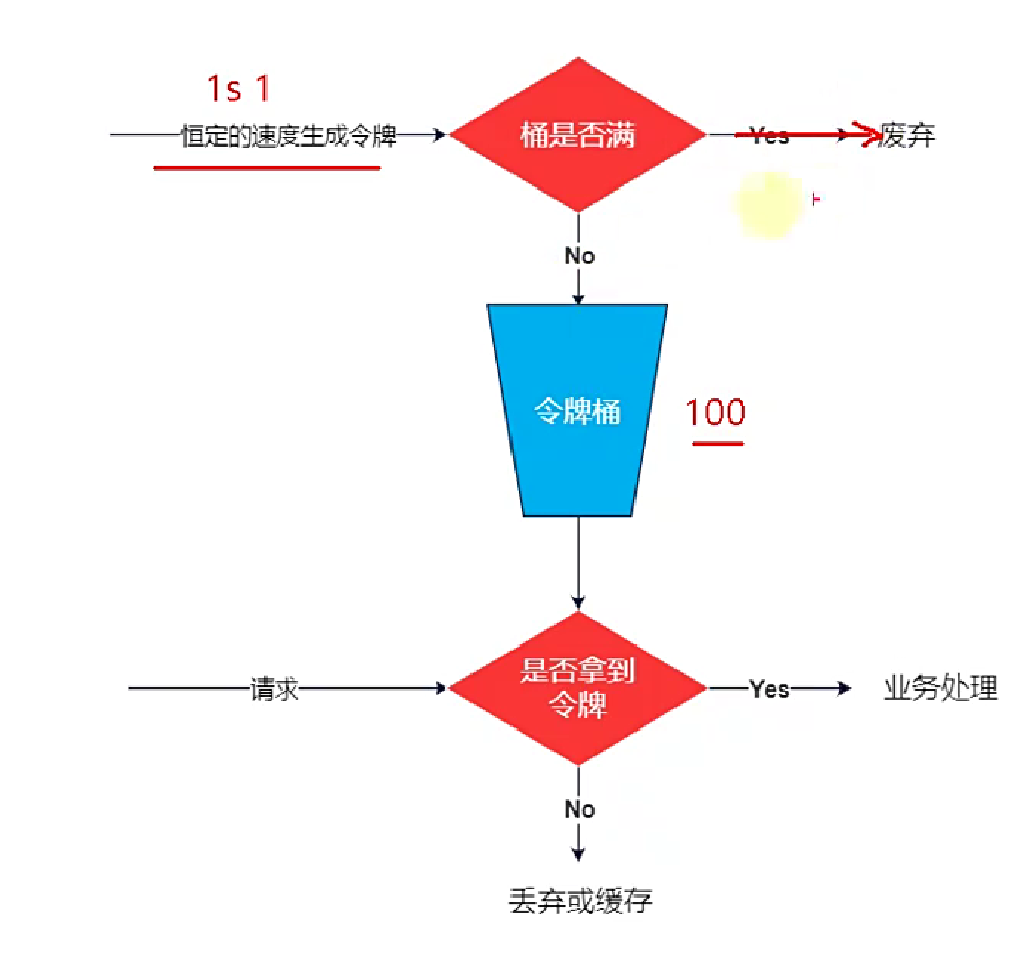 1s 1
恒定的速度生成令牌
桶是否满
Yes
废弃
No
令牌桶
100
请求
是否拿到
令牌
Yes
业务处理
No
丢弃或缓存